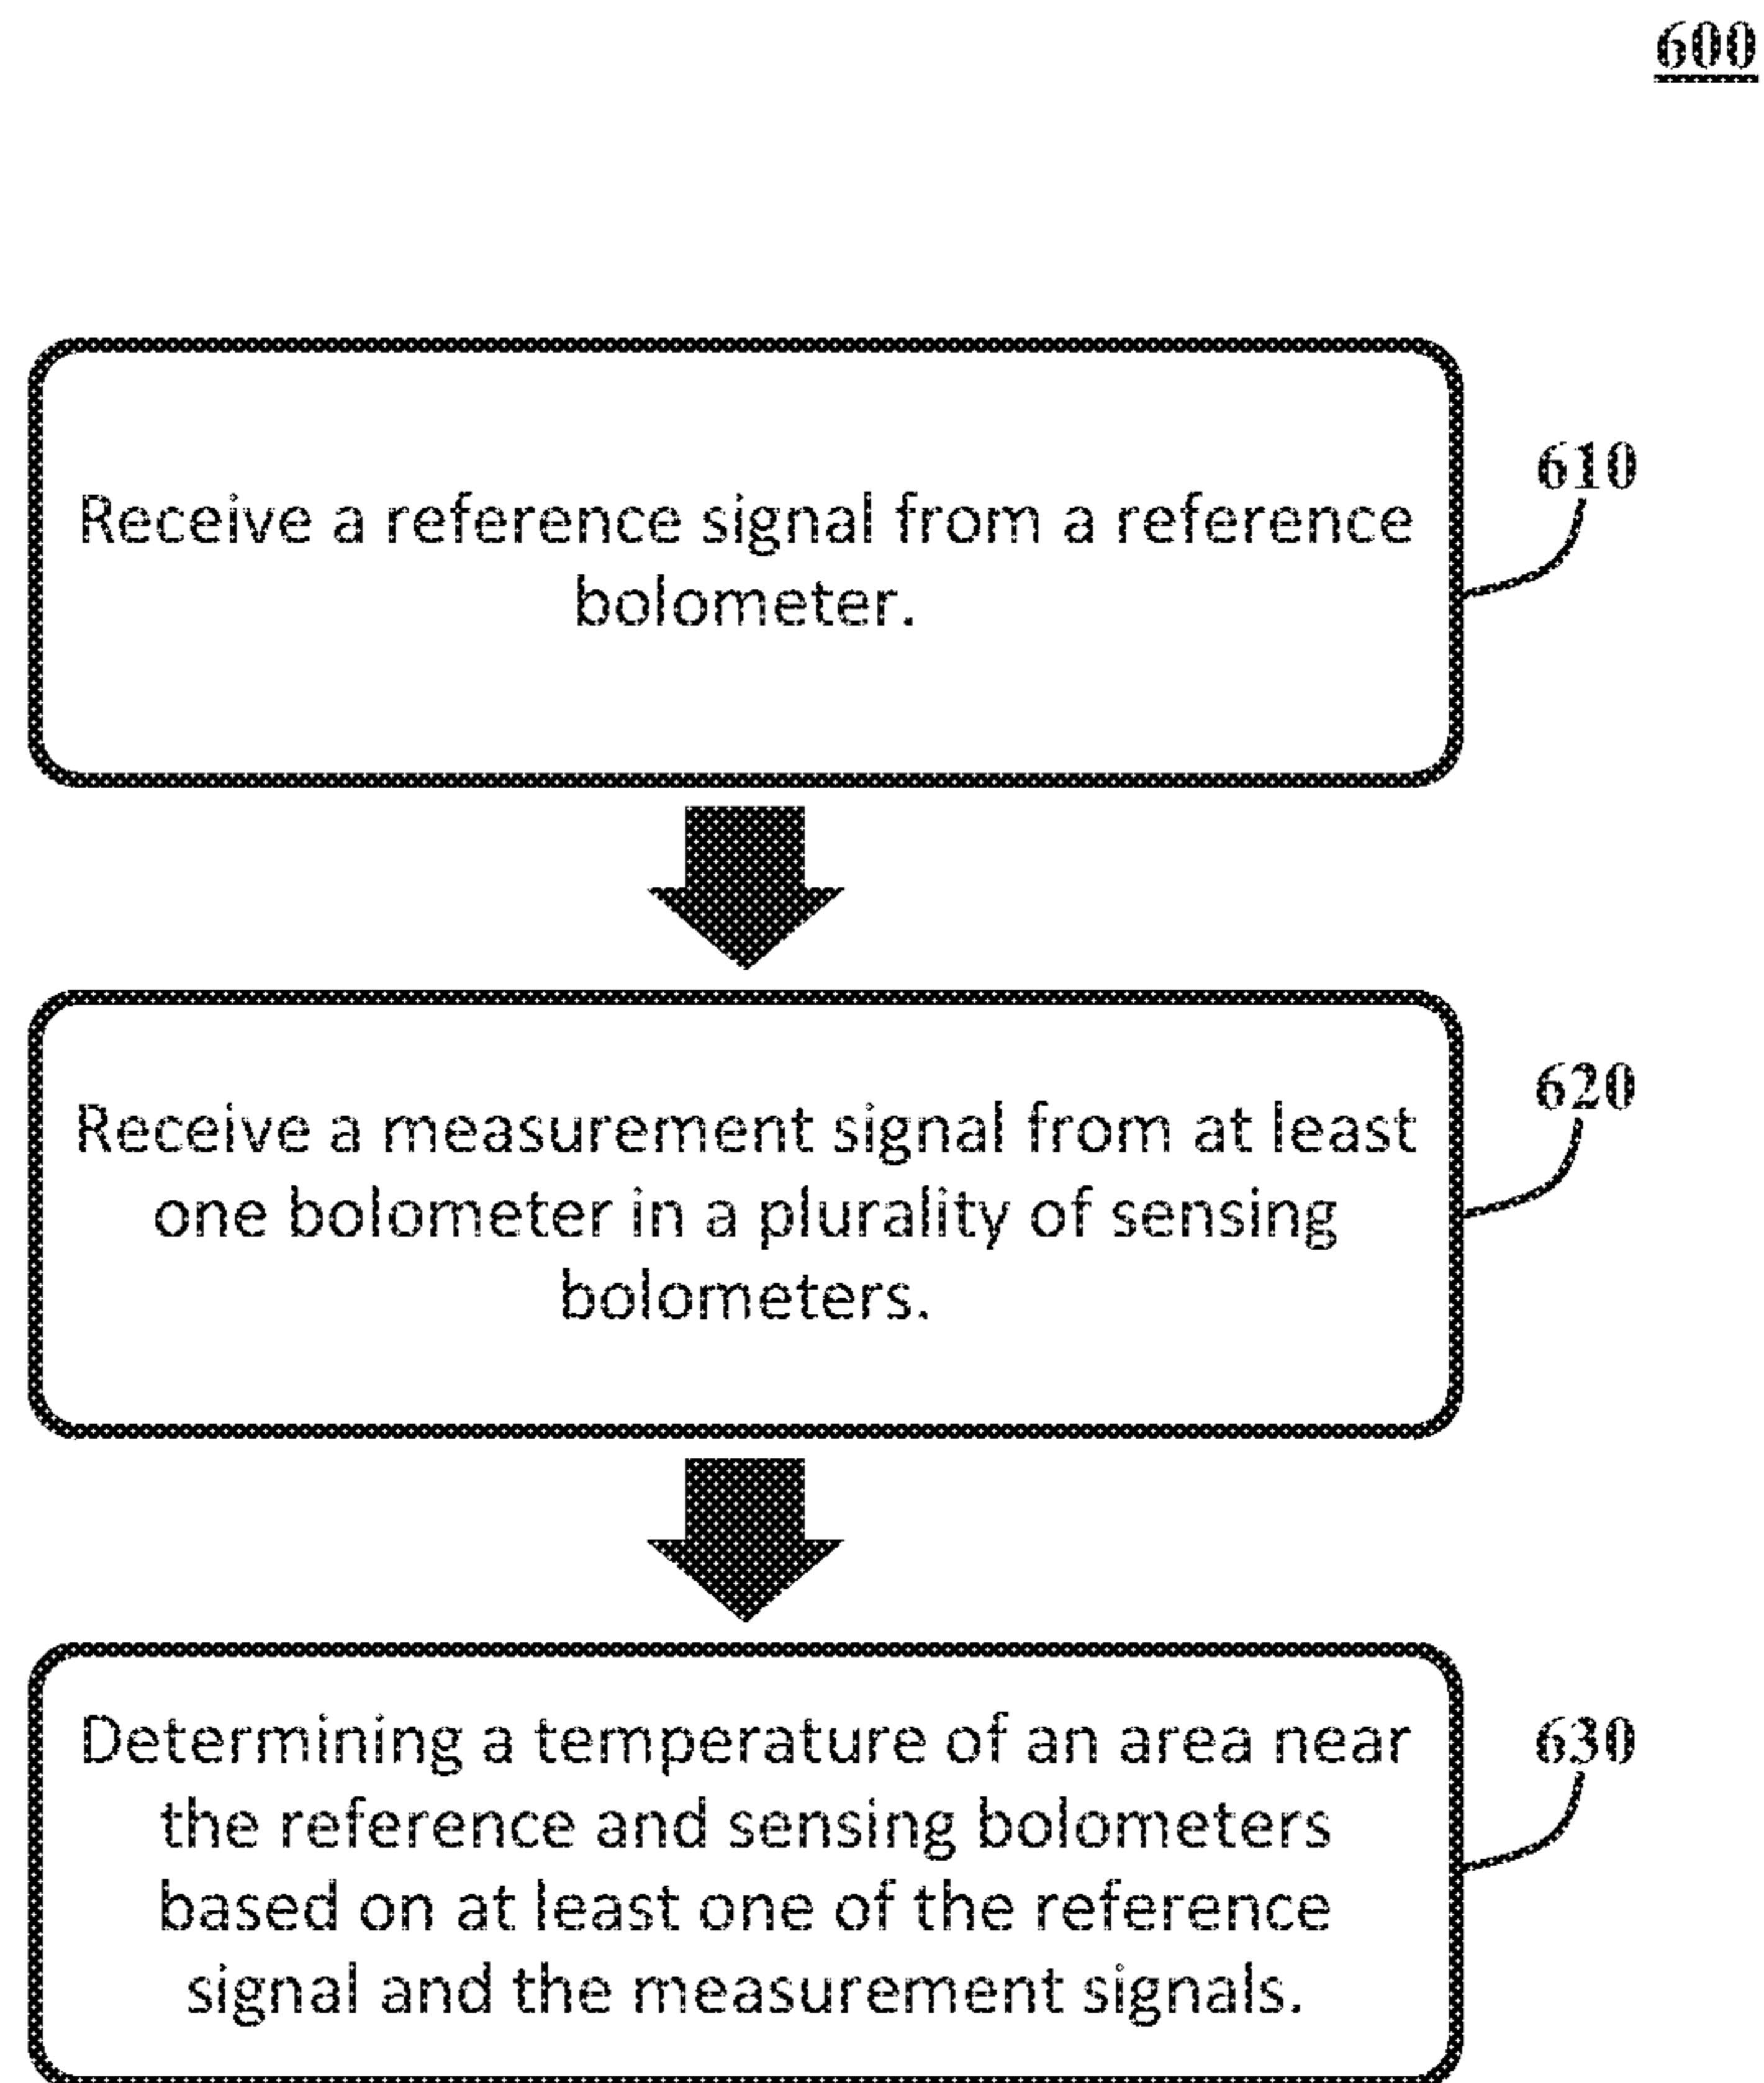 600
Receive a reference signal from a reference
bolometer.
610
Receive a measurement signal from at least
one bolometer in a plurality of sensing
bolometers.
620
Determining a temperature of an area near
the reference and sensing bolometers
based on at least one of the reference
signal and the measurement signals.
630